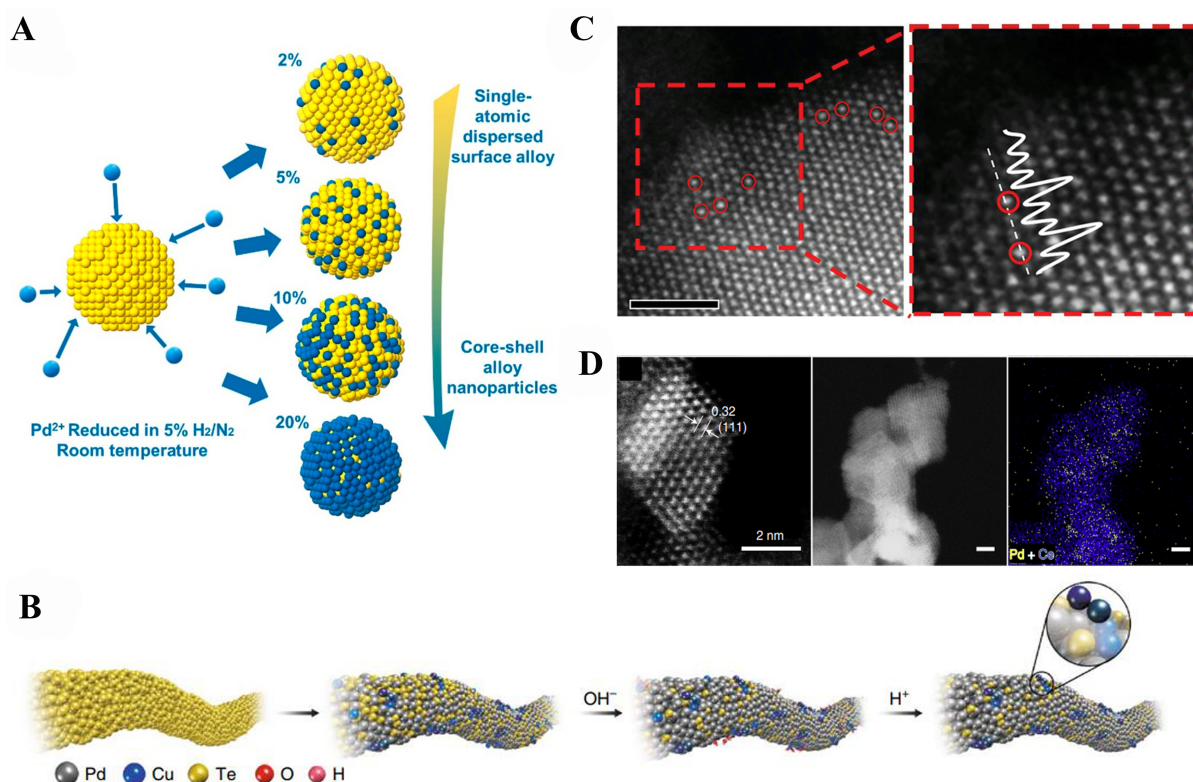 A
2%
5%
10%
20%
Single-
atomic
dispersed
surface alloy
Core-shell
alloy
nanoparticles
Pd²⁺ Reduced in 5% H₂/N₂
Room temperature
C
D
0.32
(111)
2 nm
Pd + Ce
B
OH⁻
H⁺
Pd Cu Te O H